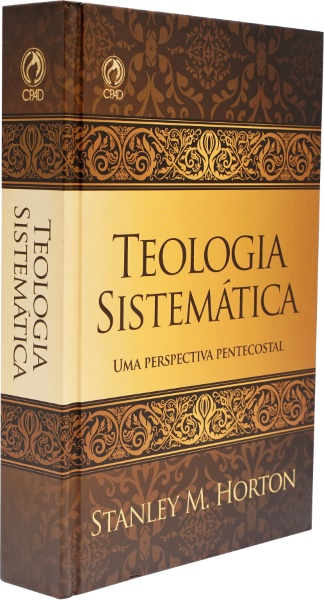 CPAD
TEOLOGIA
SISTEMÁTICA
CPAD
TEOLOGIA
SISTEMÁTICA
UMA PERSPECTIVA PENTECOSTAL
STANLEY M. HORTON